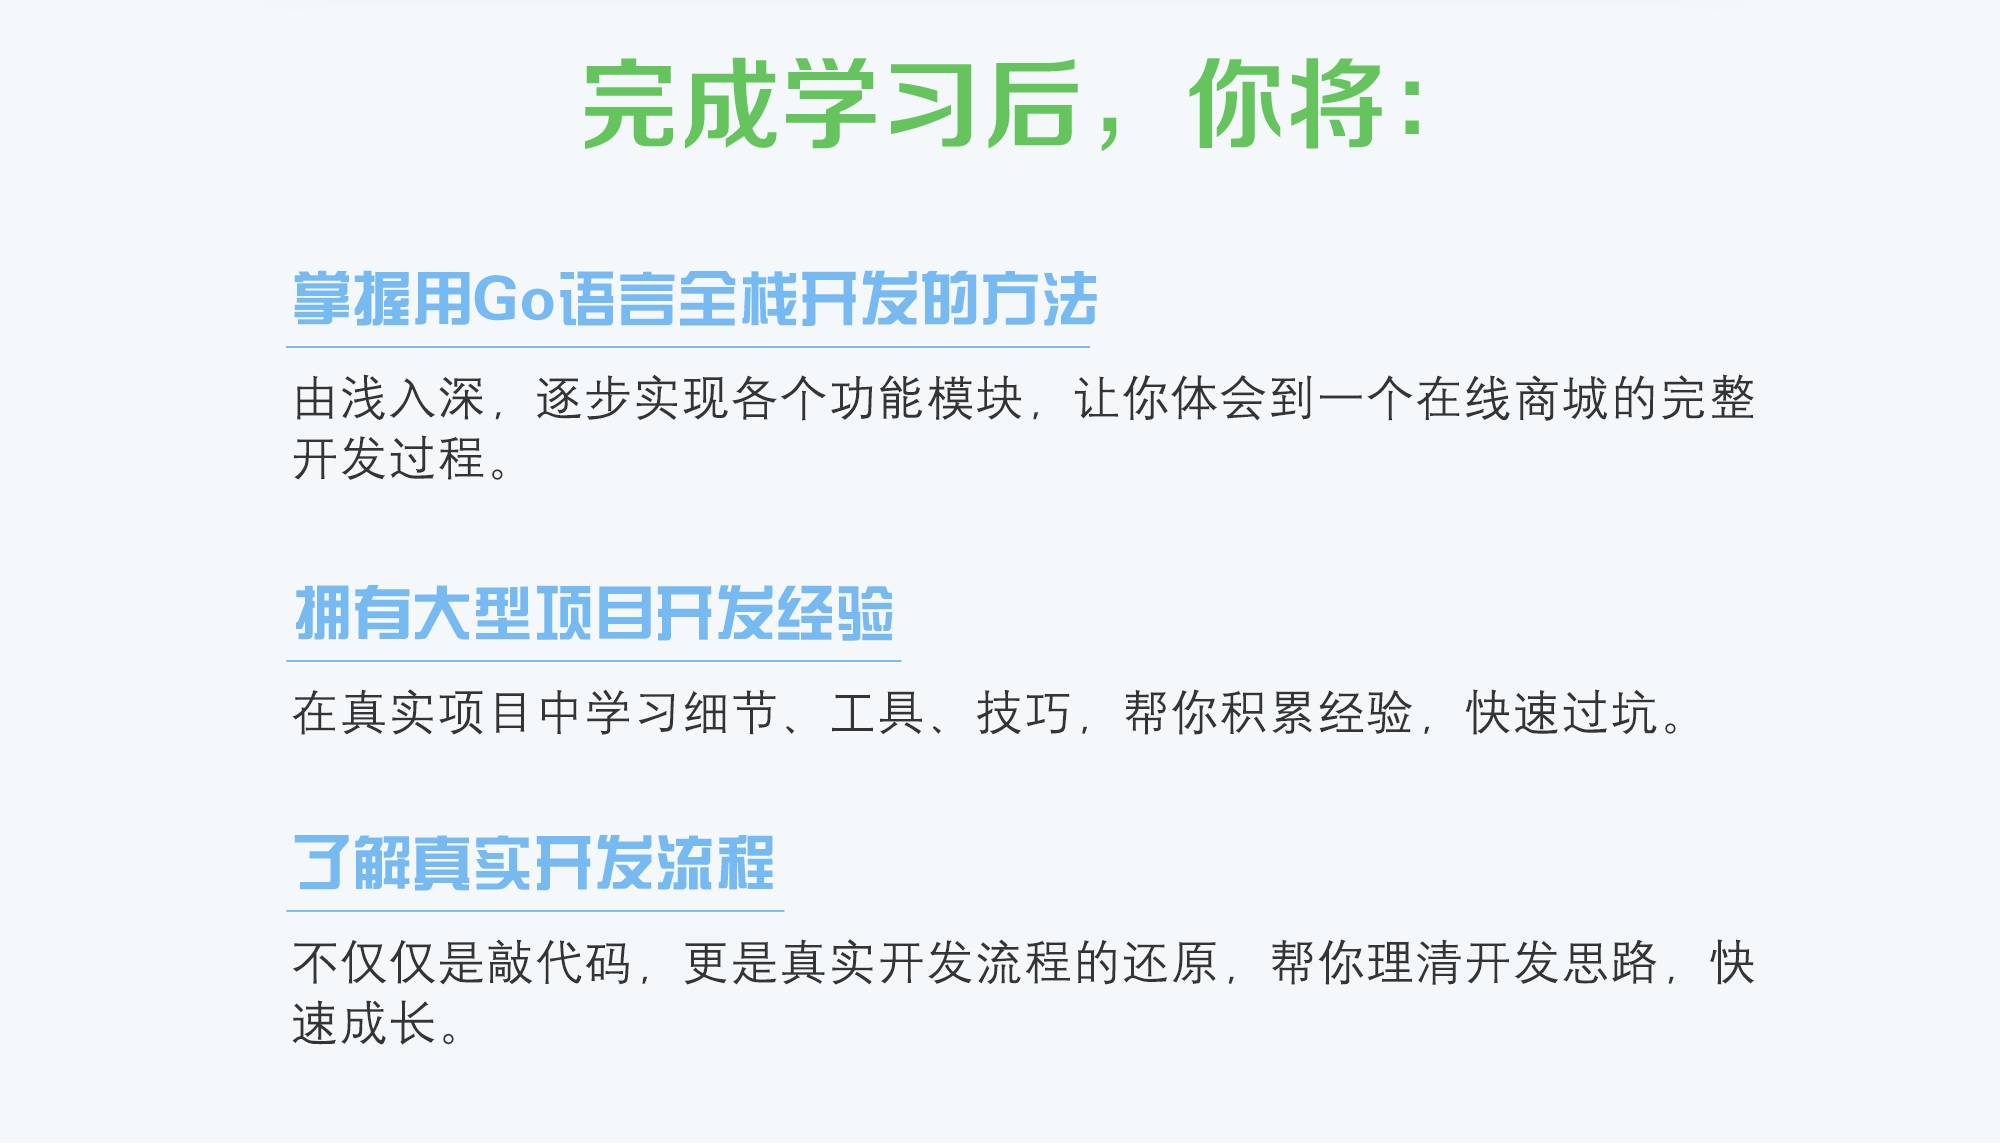 完成学习后，你将：
掌握用Go语言全栈开发的方法
由浅入深，逐步实现各个功能模块，让你体会到一个在线商城的完整
开发过程。
拥有大型项目开发经验
在真实项目中学习细节、工具、技巧，帮你积累经验，快速过坑。
了解真实开发流程
不仅仅是敲代码，更是真实开发流程的还原，帮你理清开发思路，快
速成长。